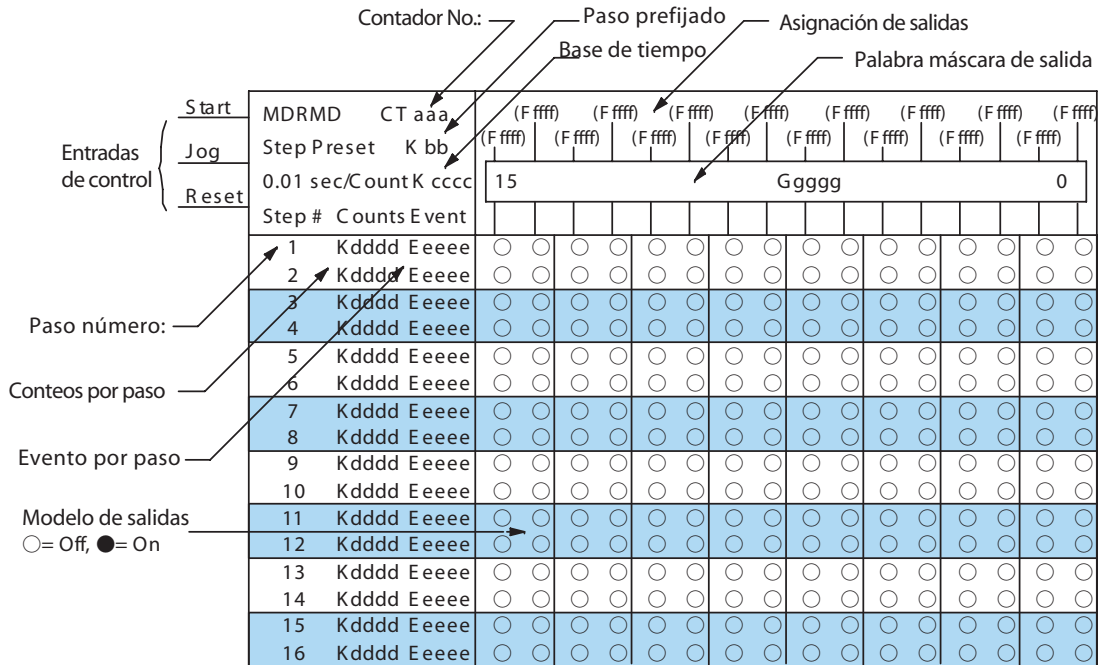 Contador No.:
Paso prefijado
Asignación de salidas
Base de tiempo
Palabra máscara de salida
Start
Jog
Reset
Entradas
de control
MDRMD CT aaa
Step Preset K bb
0.01 sec/Count K cccc
Step # Counts Event
(F ffff) (F ffff) (F ffff) (F ffff) (F ffff) (F ffff) (F ffff) (F ffff)
(F ffff) (F ffff) (F ffff) (F ffff) (F ffff) (F ffff) (F ffff) (F ffff)
15 Ggggg 0
1 Kdddd Eeeee
2 Kdddd Eeeee
3 Kdddd Eeeee
4 Kdddd Eeeee
5 Kdddd Eeeee
6 Kdddd Eeeee
7 Kdddd Eeeee
8 Kdddd Eeeee
9 Kdddd Eeeee
10 Kdddd Eeeee
11 Kdddd Eeeee
12 Kdddd Eeeee
13 Kdddd Eeeee
14 Kdddd Eeeee
15 Kdddd Eeeee
16 Kdddd Eeeee
Paso número:
Conteos por paso
Evento por paso
Modelo de salidas
○= Off, ●= On